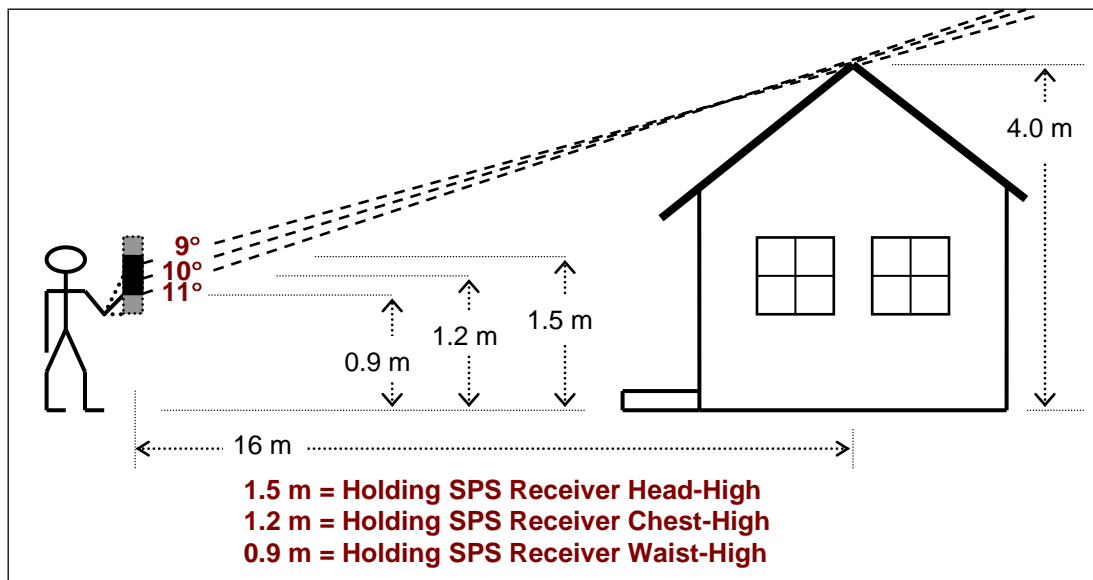 4.0 m
9°
10°
11°
1.5 m
1.2 m
0.9 m
16 m
1.5 m = Holding SPS Receiver Head-High
1.2 m = Holding SPS Receiver Chest-High
0.9 m = Holding SPS Receiver Waist-High